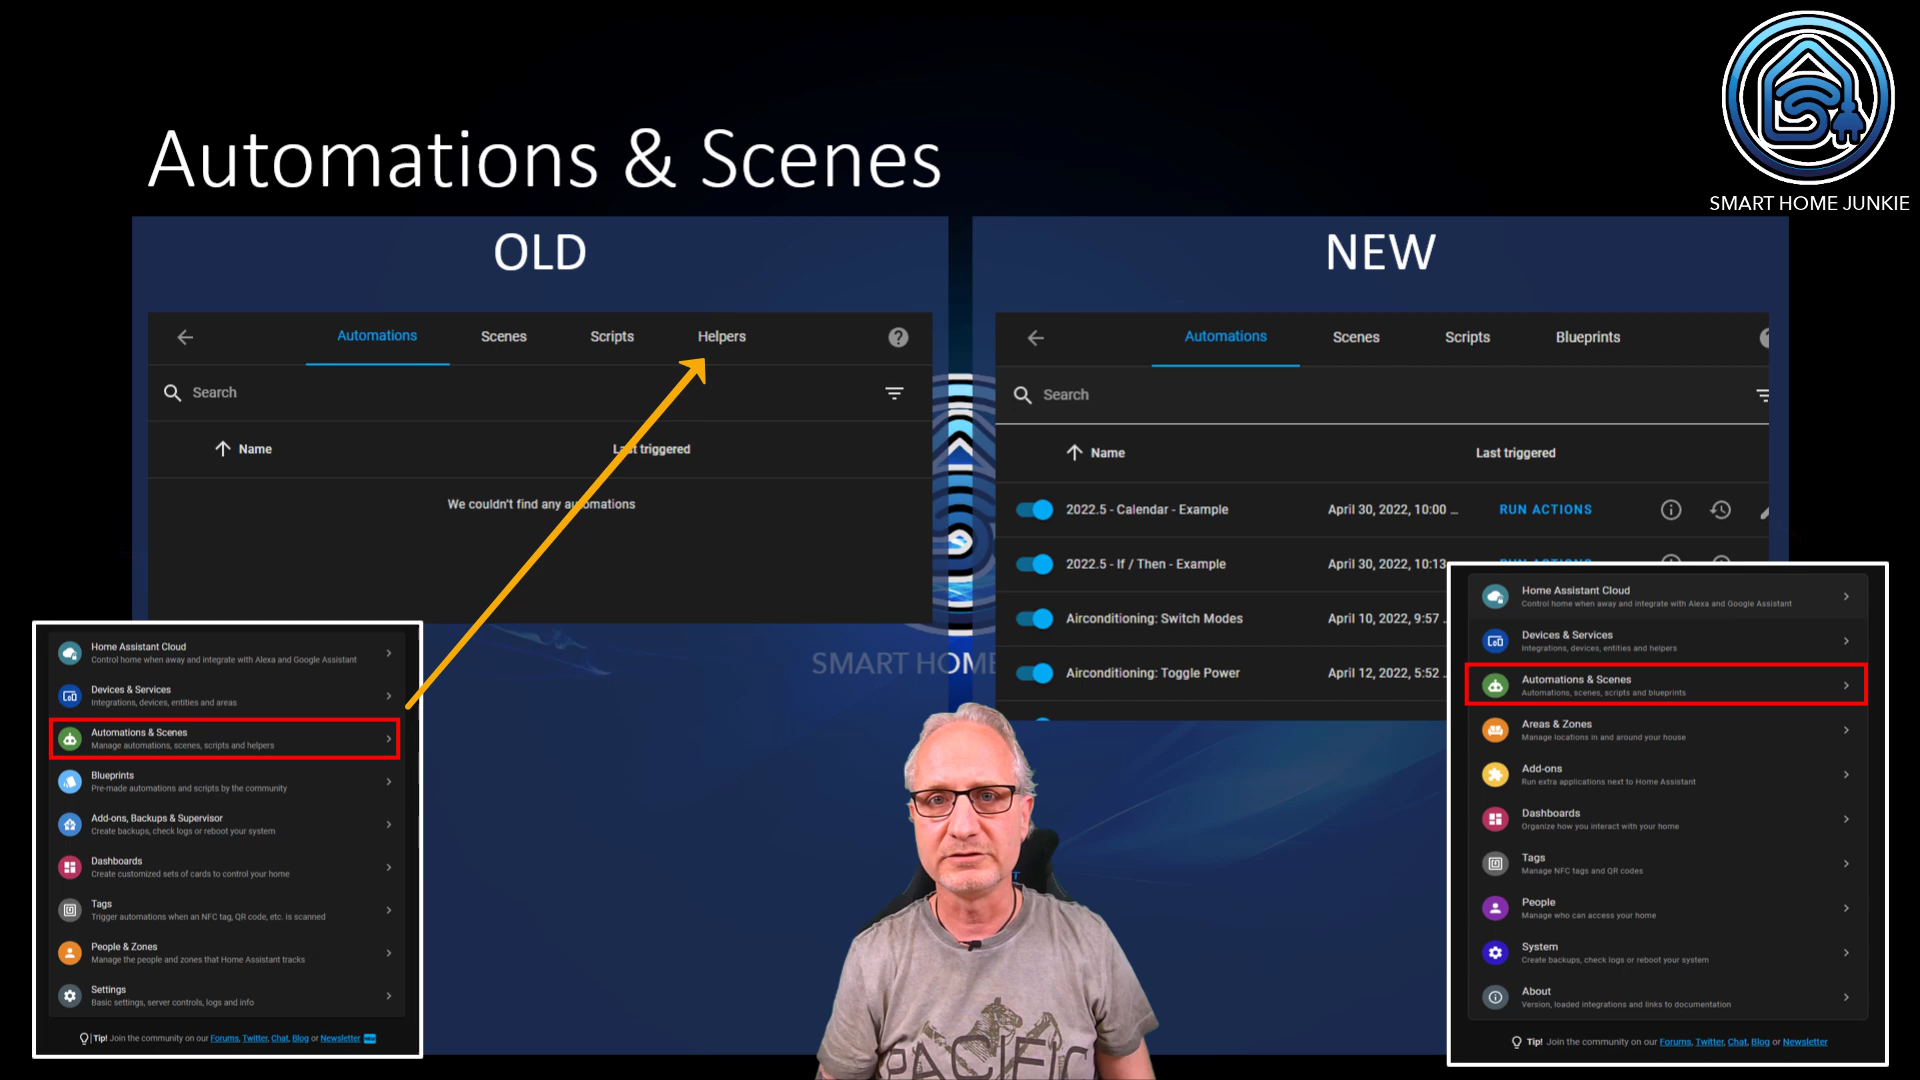 SMART HOME JUNKIE
Automations & Scenes
OLD
Automations Scenes Scripts Helpers
Search
Name Last triggered
We couldn't find any automations
NEW
Automations Scenes Scripts Blueprints
Search
Name Last triggered
2022.5 - Calendar - Example April 30, 2022, 10:00 ... RUN ACTIONS
2022.5 - If / Then - Example April 30, 2022, 10:13 RUN ACTIONS
Airconditioning: Switch Modes April 10, 2022, 9:57
Airconditioning: Toggle Power April 12, 2022, 5:52
SMART HOME
Home Assistant Cloud
Control home when away and integrate with Alexa and Google Assistant
Devices & Services
Integrations, devices, entities and areas
Automations & Scenes
Manage automations, scenes, scripts and helpers
Blueprints
Pre-made automations and scripts by the community
Add-ons, Backups & Supervisor
Create backups, check logs or reboot your system
Dashboards
Create customized sets of cards to control your home
Tags
Trigger automations when an NFC tag, QR code, etc. is scanned
People & Zones
Manage the people and zones that Home Assistant tracks
Settings
Basic settings, server controls, logs and info
Tip! Join the community on our Forums, Twitter, Chat, Blog or Newsletter
Home Assistant Cloud
Control home when away and integrate with Alexa and Google Assistant
Devices & Services
Integrations, devices, entities and helpers
Automations & Scenes
Automations, scenes, scripts and blueprints
Areas & Zones
Manage locations in and around your house
Add-ons
Run extra applications next to Home Assistant
Dashboards
Organize how you interact with your home
Tags
Manage NFC tags and QR codes
People
Manage who can access your home
System
Create backups, check logs or reboot your system
About
Version, loaded integrations and links to documentation
Tip! Join the community on our Forums, Twitter, Chat, Blog or Newsletter
PACIFIC